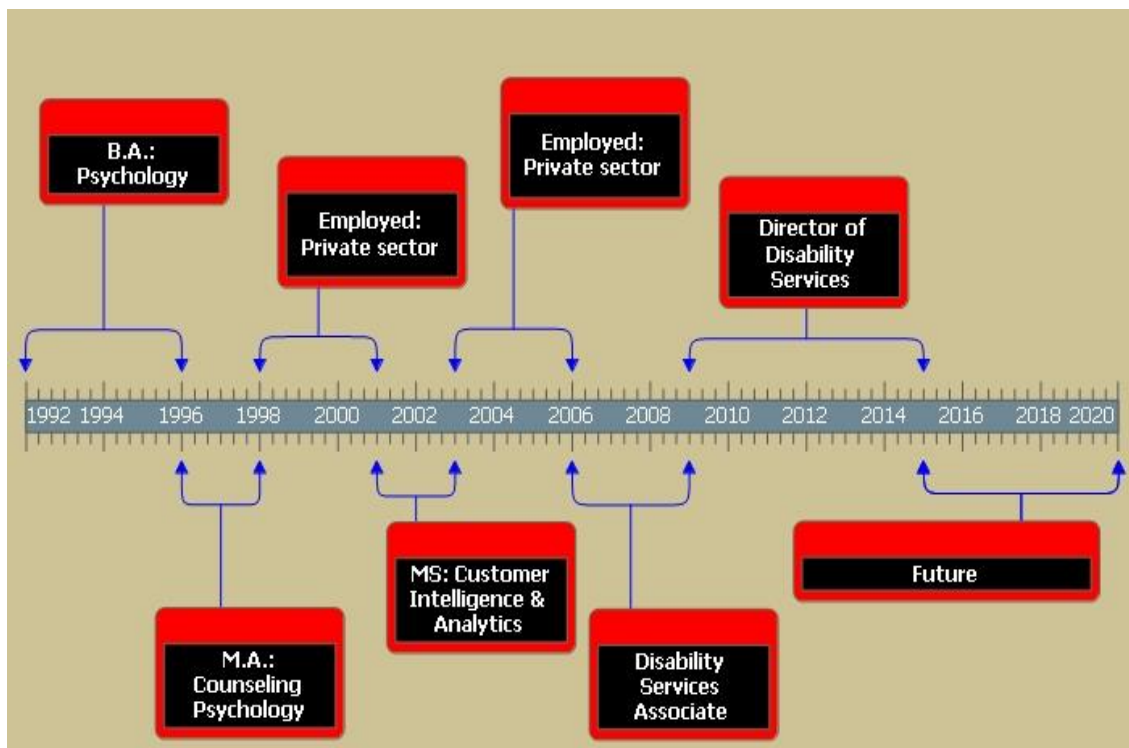 B.A.:
Psychology
Employed:
Private sector
Employed:
Private sector
Director of
Disability
Services
1992 1994 1996 1998 2000 2002 2004 2006 2008 2010 2012 2014 2016 2018 2020
M.A.:
Counseling
Psychology
MS: Customer
Intelligence &
Analytics
Disability
Services
Associate
Future